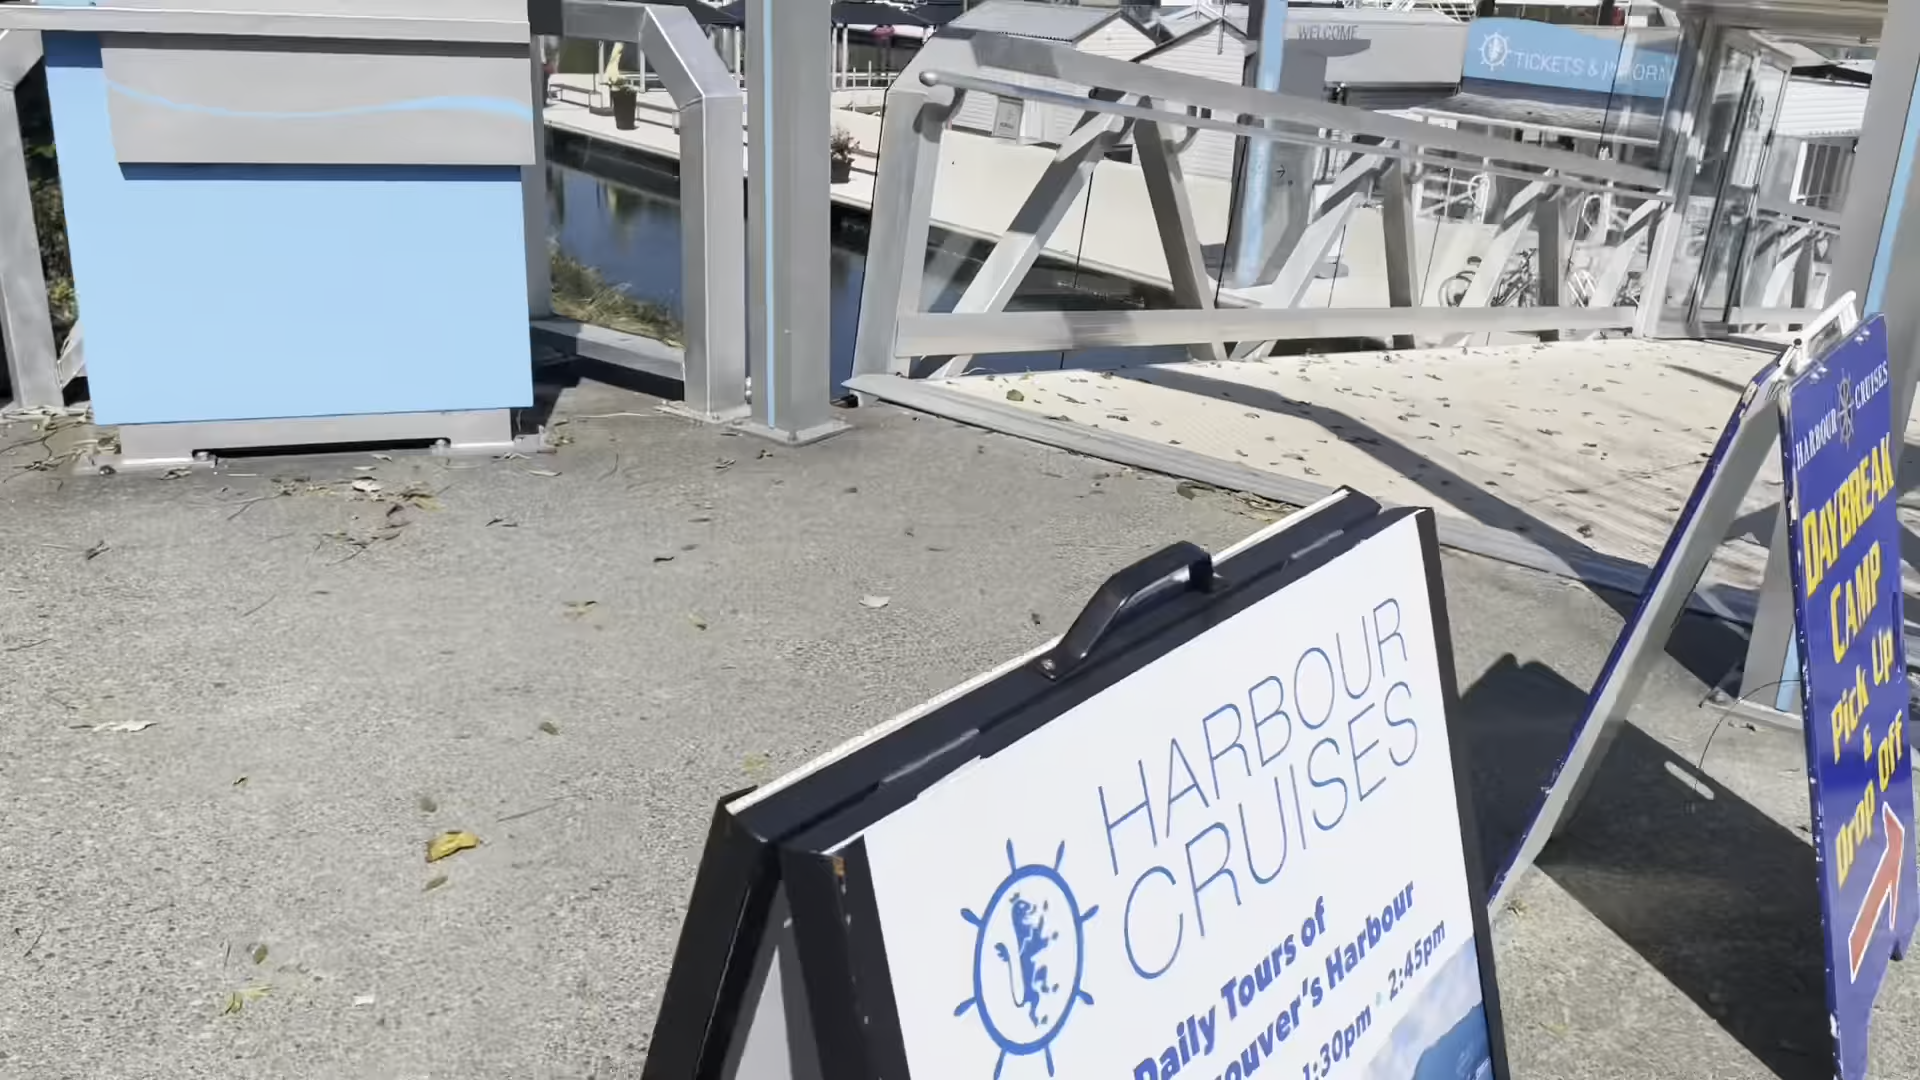 WELCOME
TICKETS & INFORM
HARBOUR CRUISES
DAYBREAK
CAMP
Pick Up
&
Drop Off
HARBOUR
CRUISES
Daily Tours of
ouver's Harbour
1:30pm • 2:45pm